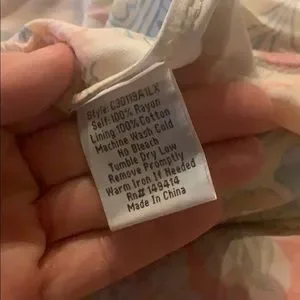 Style: C90119A1LX
Self: 100% Rayon
Lining 100% Cotton
Machine Wash Cold
No Bleach
Tumble Dry Low
Remove Promptly
Warm Iron If Needed
Rn# 149414
Made In China